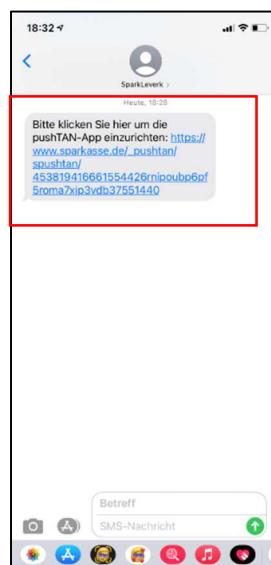 18:32
SparkLeverk >
Heute, 18:28
Bitte klicken Sie hier um die
pushTAN-App einzurichten: https://
www.sparkasse.de/_pushtan/
spushtan/
453819416661554426rnipoubp6pf
5roma7xip3vdb37551440
Betreff
SMS-Nachricht